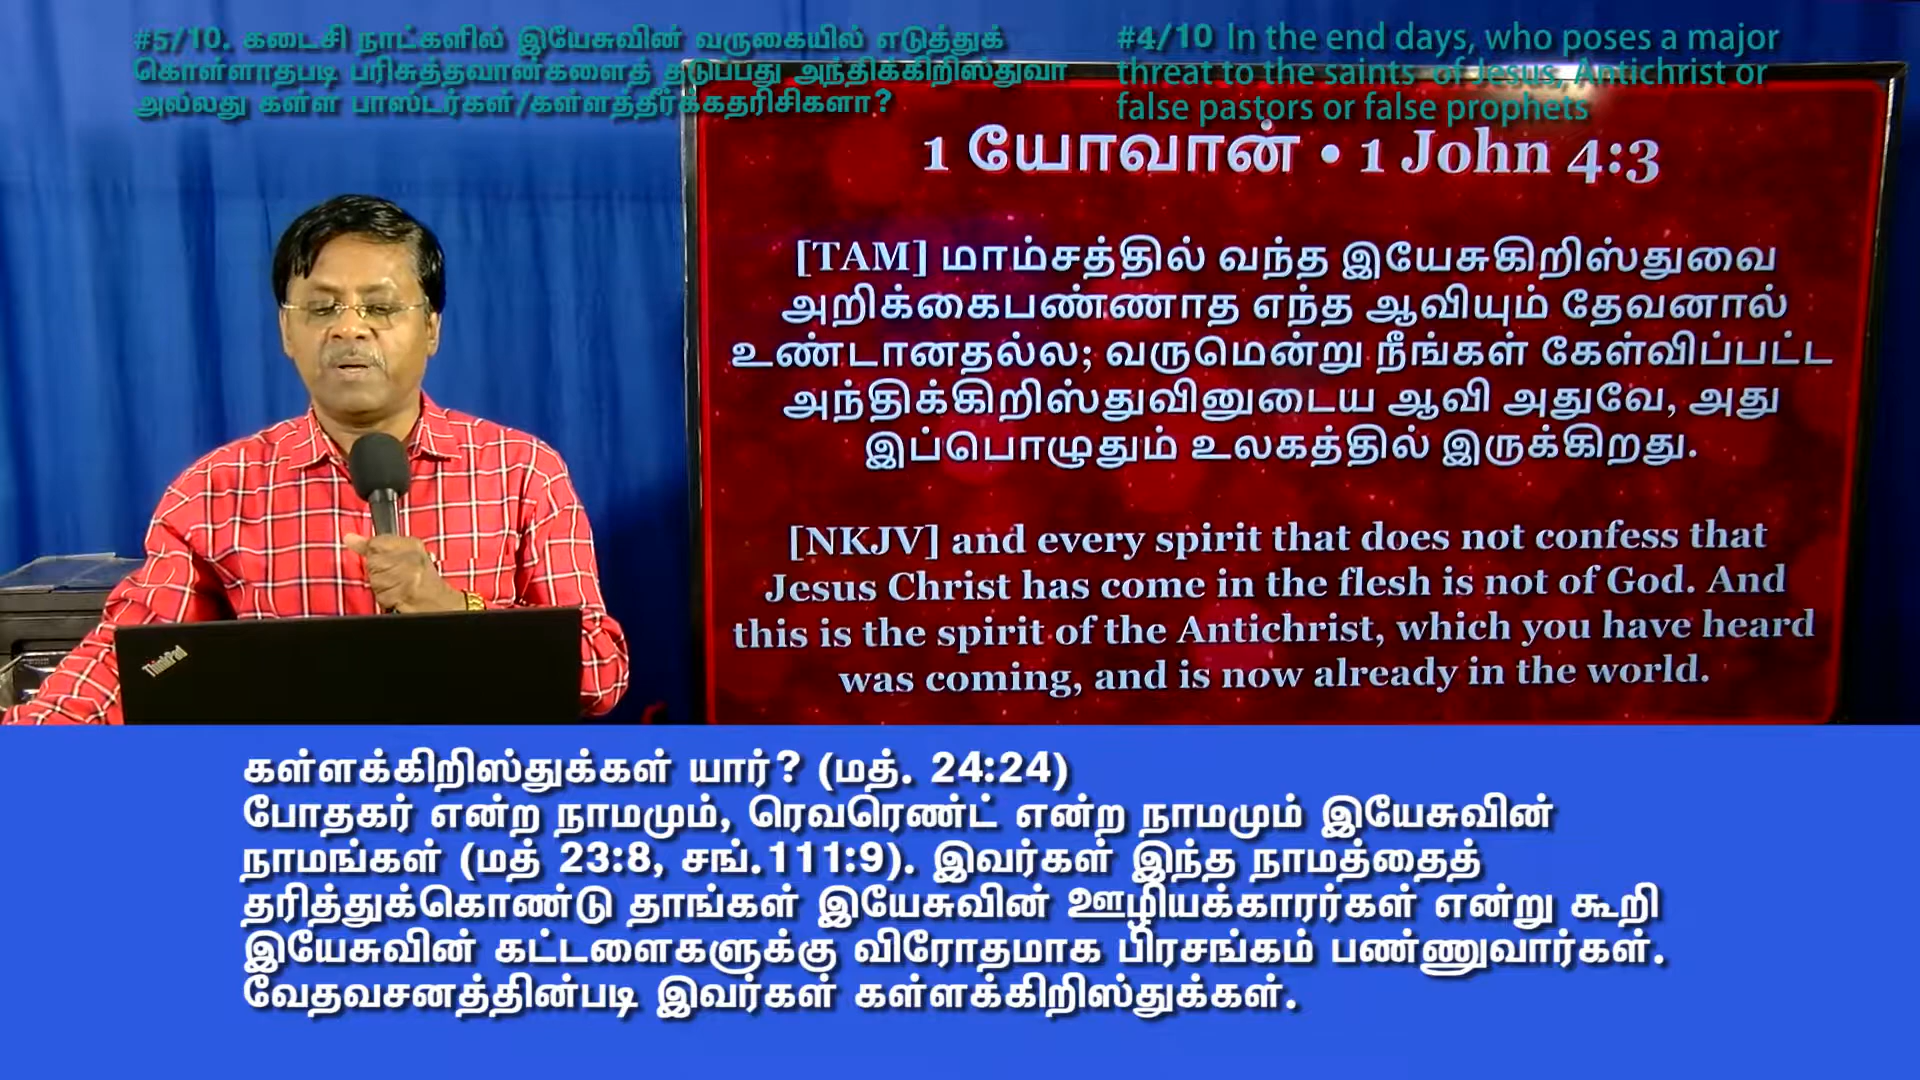 #5/10. கடைசி நாட்களில் இயேசுவின் வருகையில் எடுத்துக்
கொள்ளாதபடி பரிசுத்தவான்களைத் தடுப்பது அந்திக்கிறிஸ்துவா
அல்லது கள்ள பாஸ்டர்கள்/கள்ளத்தீர்க்கதரிசிகளா?
#4/10 In the end days, who poses a major
threat to the saints of Jesus, Antichrist or
false pastors or false prophets
1 யோவான் • 1 John 4:3
[TAM] மாம்சத்தில் வந்த இயேசுகிறிஸ்துவை
அறிக்கைபண்ணாத எந்த ஆவியும் தேவனால்
உண்டானதல்ல; வருமென்று நீங்கள் கேள்விப்பட்ட
அந்திக்கிறிஸ்துவினுடைய ஆவி அதுவே, அது
இப்பொழுதும் உலகத்தில் இருக்கிறது.
[NKJV] and every spirit that does not confess that
Jesus Christ has come in the flesh is not of God. And
this is the spirit of the Antichrist, which you have heard
was coming, and is now already in the world.
ThinkPad
கள்ளக்கிறிஸ்துக்கள் யார்? (மத். 24:24)
போதகர் என்ற நாமமும், ரெவரெண்ட் என்ற நாமமும் இயேசுவின்
நாமங்கள் (மத் 23:8, சங்.111:9). இவர்கள் இந்த நாமத்தைத்
தரித்துக்கொண்டு தாங்கள் இயேசுவின் ஊழியக்காரர்கள் என்று கூறி
இயேசுவின் கட்டளைகளுக்கு விரோதமாக பிரசங்கம் பண்ணுவார்கள்.
வேதவசனத்தின்படி இவர்கள் கள்ளக்கிறிஸ்துக்கள்.